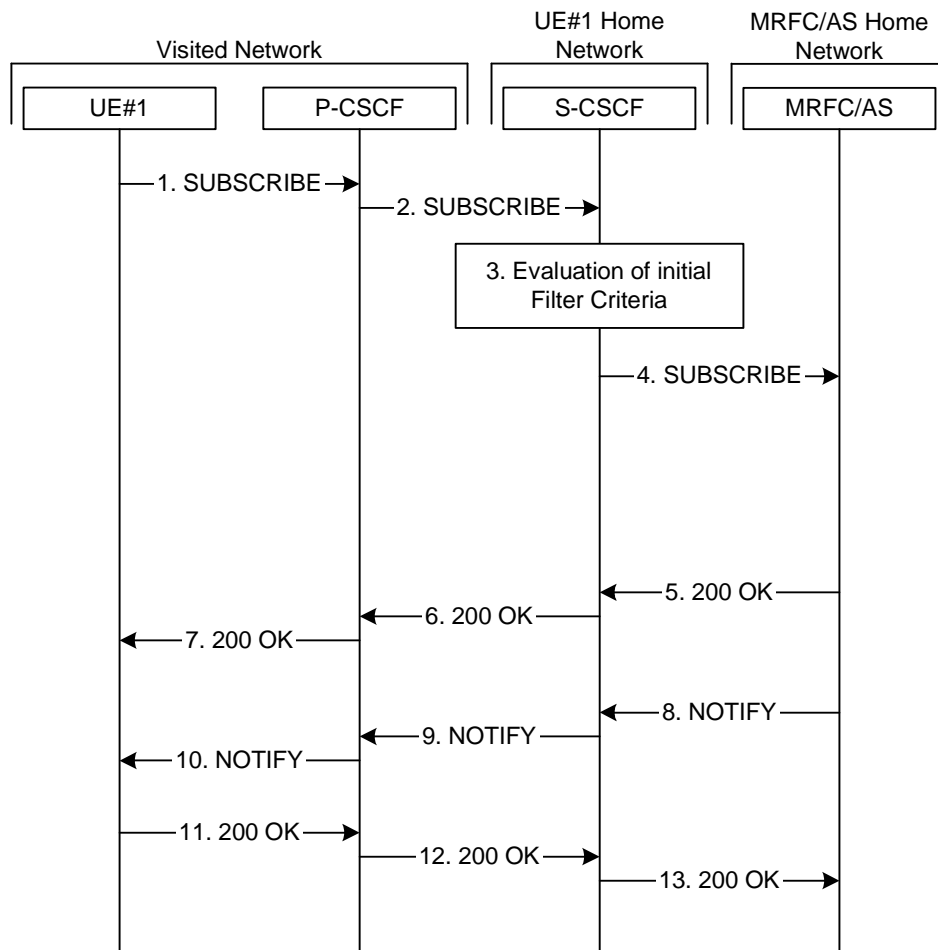 Visited Network
UE#1 Home
Network
MRFC/AS Home
Network
UE#1
P-CSCF
S-CSCF
MRFC/AS
1. SUBSCRIBE
2. SUBSCRIBE
3. Evaluation of initial
Filter Criteria
4. SUBSCRIBE
5. 200 OK
6. 200 OK
7. 200 OK
8. NOTIFY
9. NOTIFY
10. NOTIFY
11. 200 OK
12. 200 OK
13. 200 OK